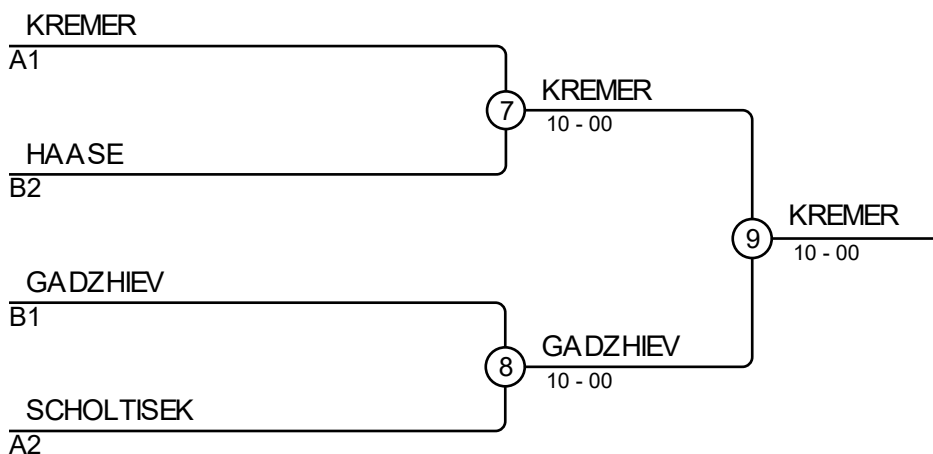 KREMER
A1
7
KREMER
10 - 00
HAASE
B2
9
KREMER
10 - 00
GADZHIEV
B1
8
GADZHIEV
10 - 00
SCHOLTISEK
A2